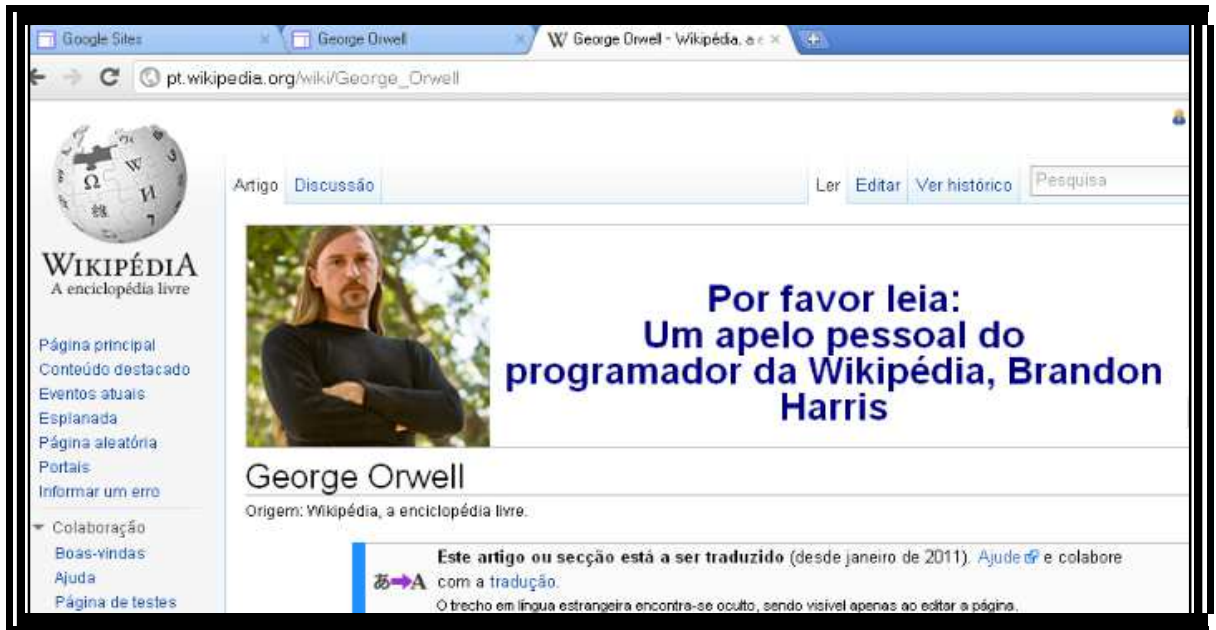 Google Sites
George Orwell
George Orwell - Wikipédia, a e
pt.wikipedia.org/wiki/George_Orwell
Artigo Discussão Ler Editar Ver histórico Pesquisa
WIKIPÉDIA
A enciclopédia livre
Por favor leia:
Um apelo pessoal do
programador da Wikipédia, Brandon
Harris
Página principal
Conteúdo destacado
Eventos atuais
Esplanada
Página aleatória
Portais
Informar um erro
Colaboração
Boas-vindas
Ajuda
Página de testes
George Orwell
Origem: Wikipédia, a enciclopédia livre.
Este artigo ou secção está a ser traduzido (desde janeiro de 2011). Ajude e colabore
あ➡A com a tradução.
O trecho em língua estrangeira encontra-se oculto, sendo visível apenas ao editar a página.